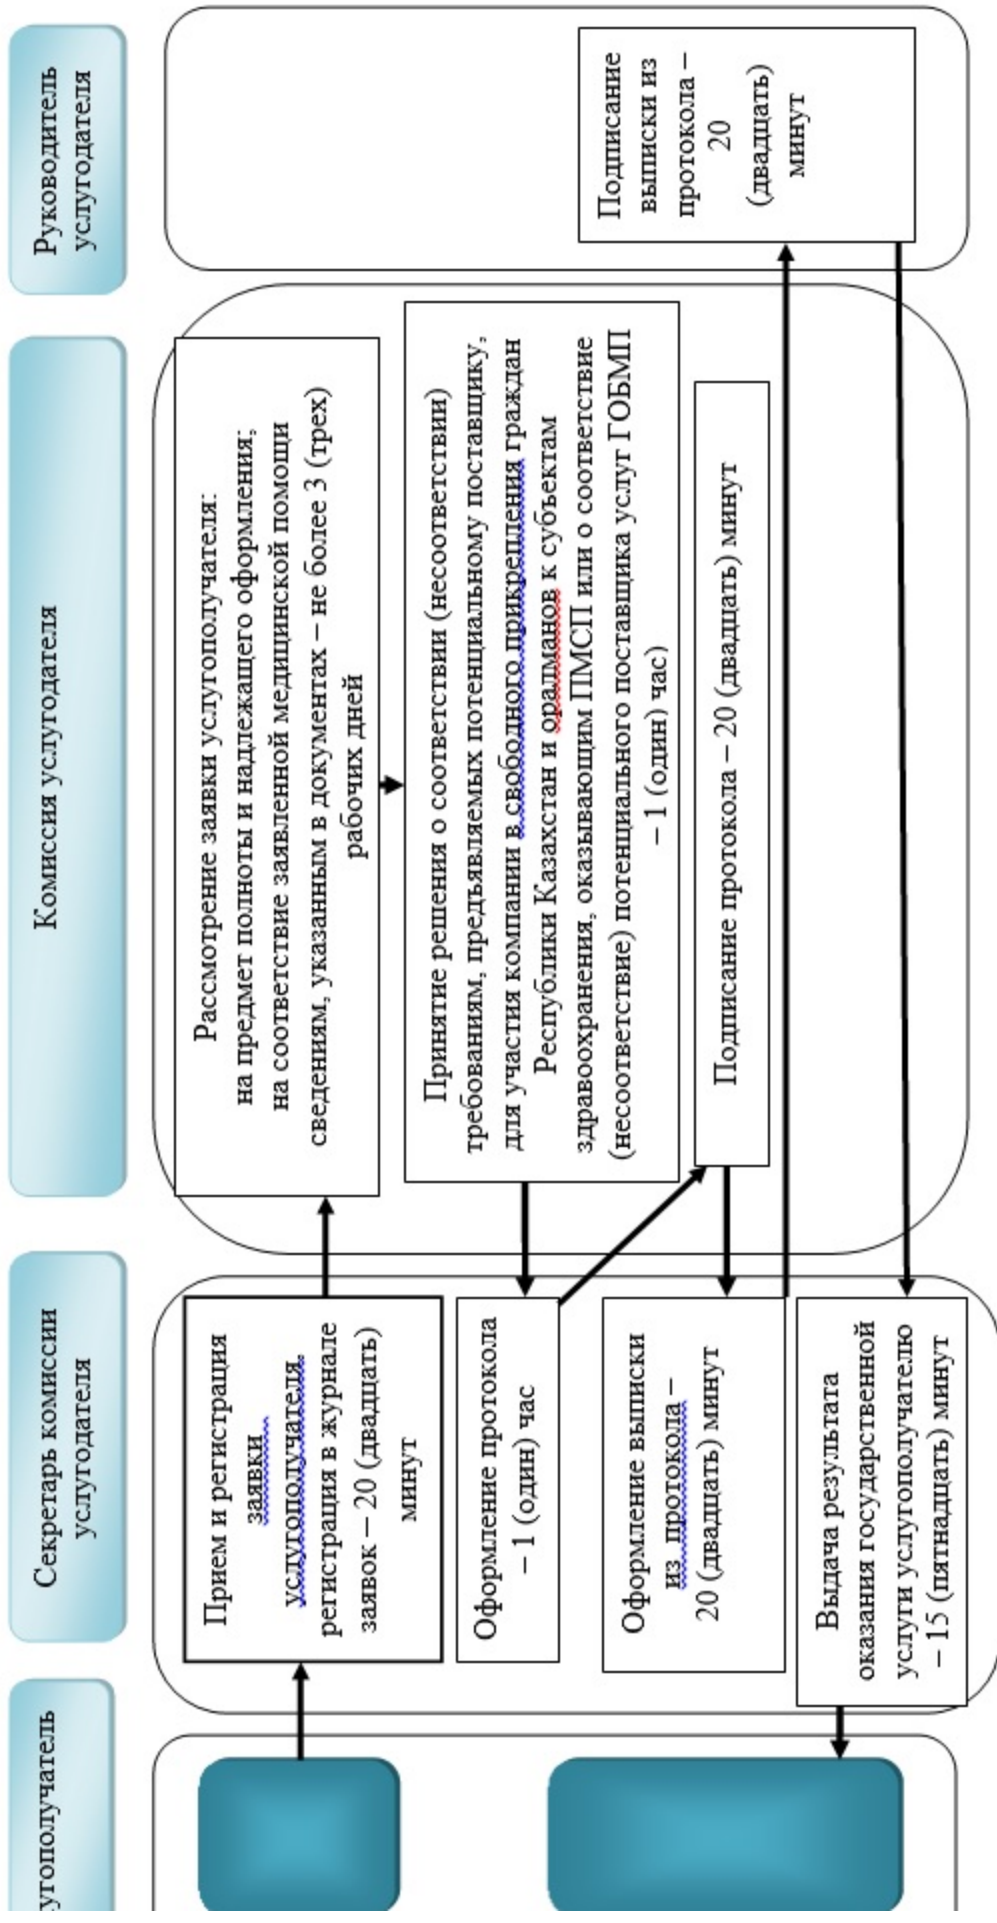 угополучатель
Секретарь комиссии
услугодателя
Комиссия услугодателя
Руководитель
услугодателя
Прием и регистрация
заявки
услугополучателя,
регистрация в журнале
заявок – 20 (двадцать)
минут
Рассмотрение заявки услугополучателя:
на предмет полноты и надлежащего оформления;
на соответствие заявленной медицинской помощи
сведениям, указанным в документах – не более 3 (трех)
рабочих дней
Принятие решения о соответствии (несоответствии)
требованиям, предъявляемых потенциальному поставщику,
для участия компании в свободного прикрепления граждан
Республики Казахстан и оралманов к субъектам
здравоохранения, оказывающим ПМСП или о соответствие
(несоответствие) потенциального поставщика услуг ГОБМП
– 1 (один) час)
Оформление протокола
– 1 (один) час
Подписание протокола – 20 (двадцать) минут
Оформление выписки
из протокола –
20 (двадцать) минут
Подписание
выписки из
протокола –
20
(двадцать)
минут
Выдача результата
оказания государственной
услуги услугополучателю
– 15 (пятнадцать) минут